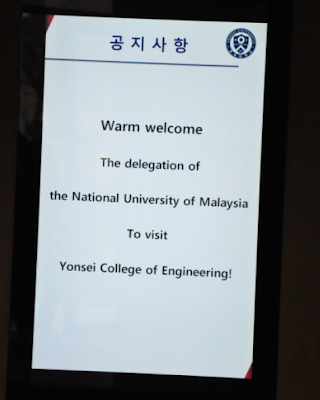 공지사항
Warm welcome
The delegation of
the National University of Malaysia
To visit
Yonsei College of Engineering!